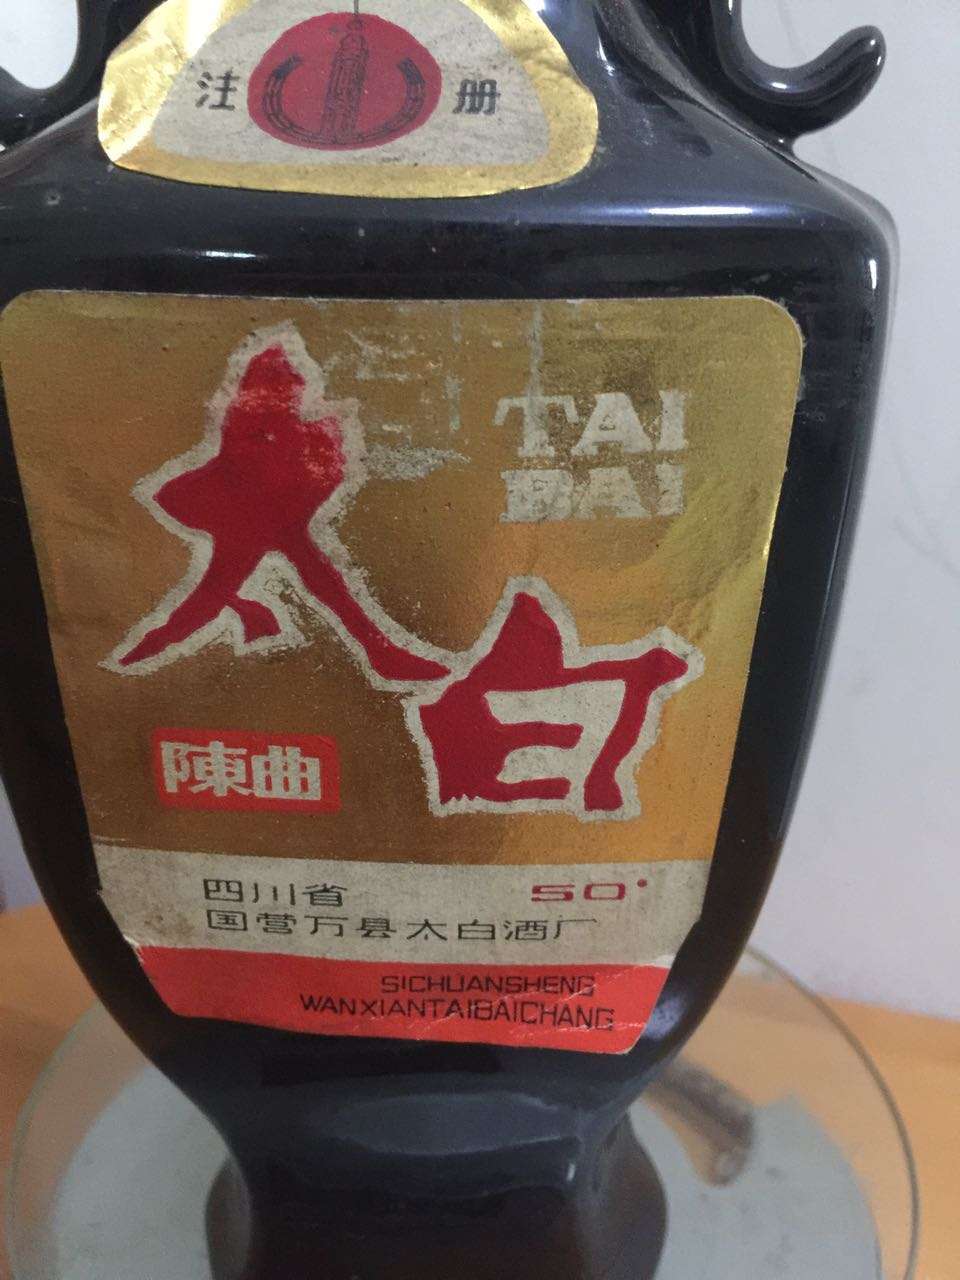 注 册
TAI
BAI
太白
陳曲
四川省 50°
国营万县太白酒厂
SICHUANSHENG
WANXIANTAIBAICHANG